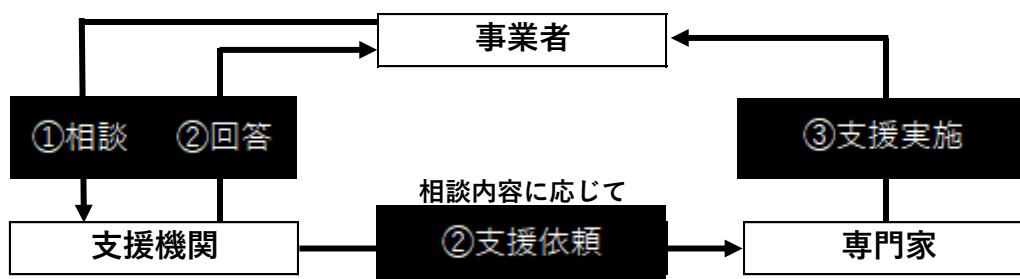 事業者
①相談
②回答
③支援実施
相談内容に応じて
支援機関
②支援依頼
専門家